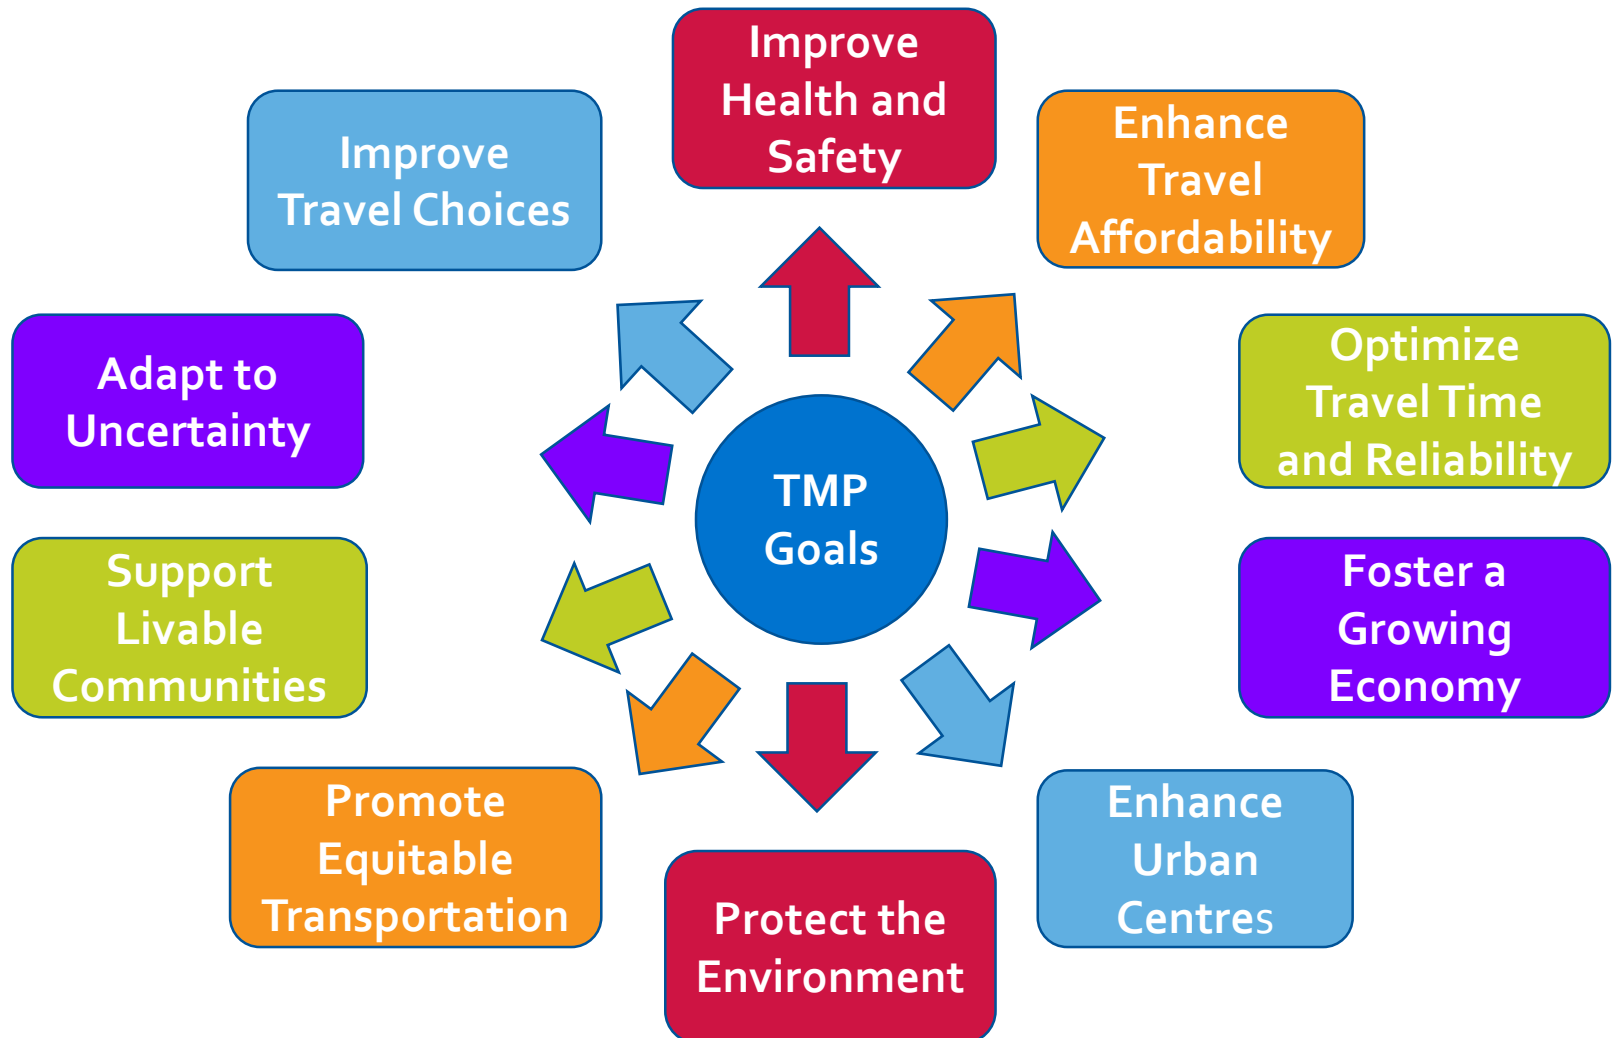 Improve
Health and
Safety
Enhance
Travel
Affordability
Optimize
Travel Time
and Reliability
Foster a
Growing
Economy
Enhance
Urban
Centres
Protect the
Environment
Promote
Equitable
Transportation
Support
Livable
Communities
Adapt to
Uncertainty
Improve
Travel Choices
TMP
Goals